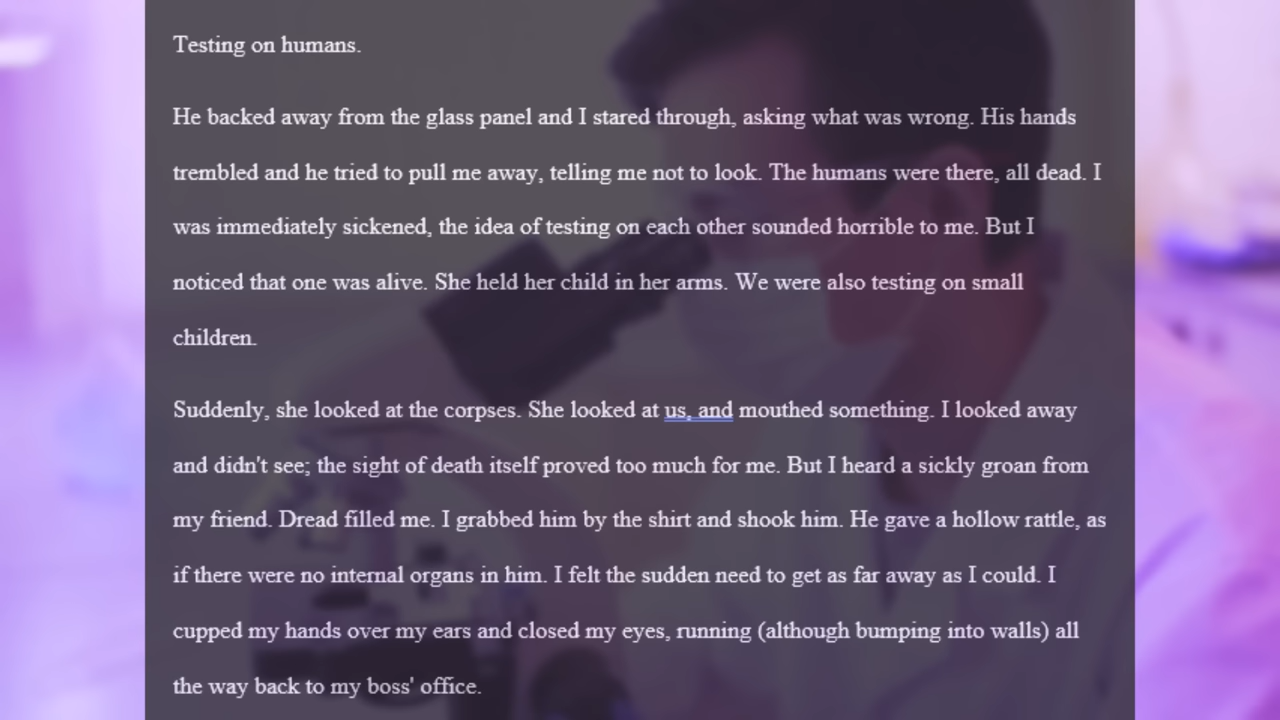 Testing on humans.
He backed away from the glass panel and I stared through, asking what was wrong. His hands
trembled and he tried to pull me away, telling me not to look. The humans were there, all dead. I
was immediately sickened, the idea of testing on each other sounded horrible to me. But I
noticed that one was alive. She held her child in her arms. We were also testing on small
children.
Suddenly, she looked at the corpses. She looked at us, and mouthed something. I looked away
and didn't see; the sight of death itself proved too much for me. But I heard a sickly groan from
my friend. Dread filled me. I grabbed him by the shirt and shook him. He gave a hollow rattle, as
if there were no internal organs in him. I felt the sudden need to get as far away as I could. I
cupped my hands over my ears and closed my eyes, running (although bumping into walls) all
the way back to my boss' office.